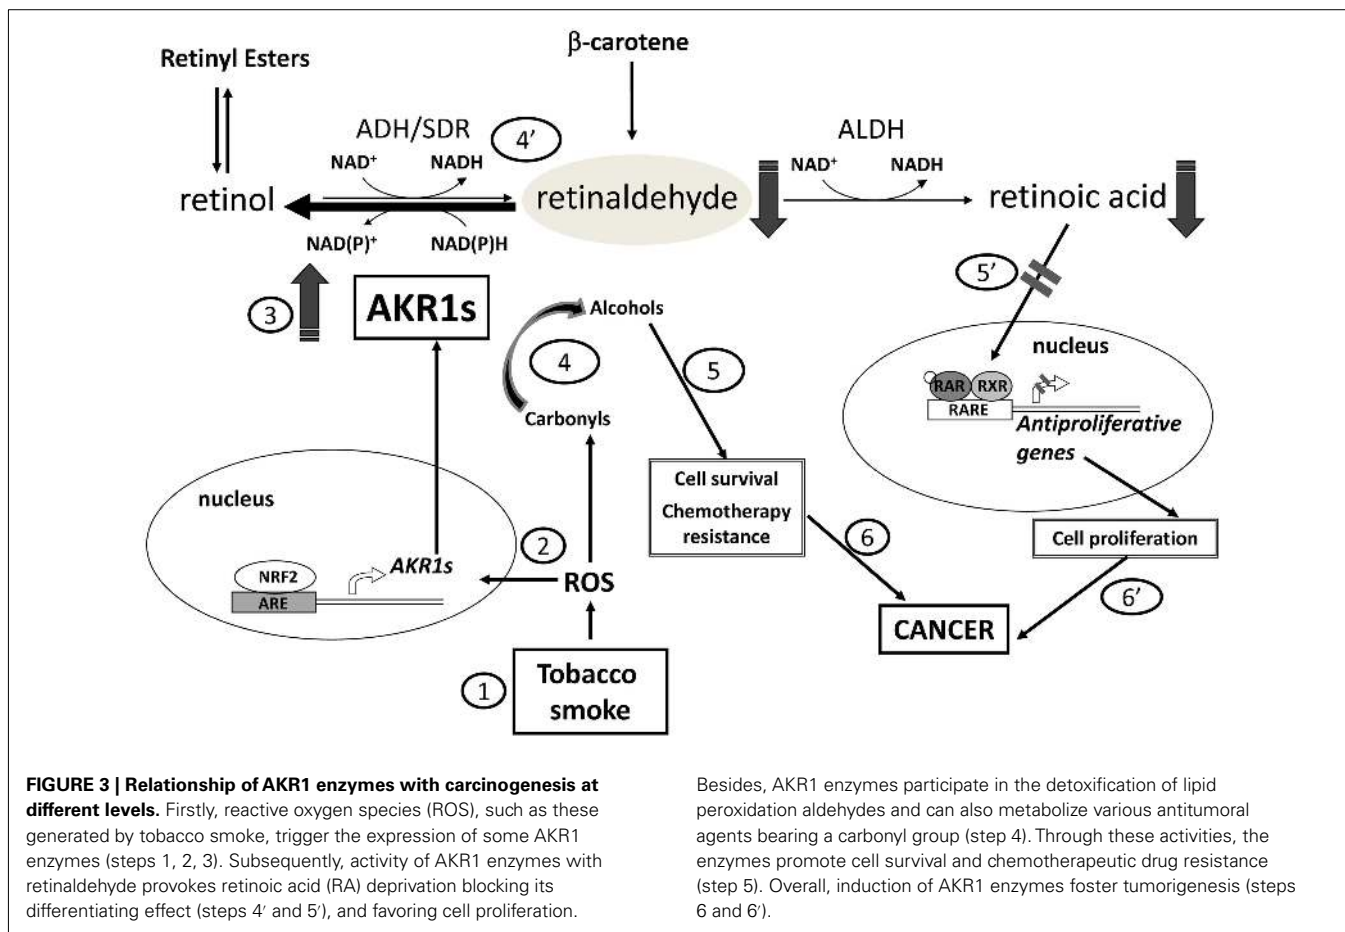 β-carotene
Retinyl Esters
ADH/SDR
4′
ALDH
NAD⁺
NADH
NAD⁺
NADH
retinol
retinaldehyde
retinoic acid
NAD(P)⁺
NAD(P)H
5′
3
AKR1s
Alcohols
nucleus
4
5
RAR
RXR
RARE
Carbonyls
Antiproliferative
genes
Cell survival
Chemotherapy
resistance
nucleus
2
6
Cell proliferation
AKR1s
NRF2
ARE
ROS
6′
CANCER
1
Tobacco
smoke
FIGURE 3 | Relationship of AKR1 enzymes with carcinogenesis at
different levels. Firstly, reactive oxygen species (ROS), such as these
generated by tobacco smoke, trigger the expression of some AKR1
enzymes (steps 1, 2, 3). Subsequently, activity of AKR1 enzymes with
retinaldehyde provokes retinoic acid (RA) deprivation blocking its
differentiating effect (steps 4′ and 5′), and favoring cell proliferation.
Besides, AKR1 enzymes participate in the detoxification of lipid
peroxidation aldehydes and can also metabolize various antitumoral
agents bearing a carbonyl group (step 4). Through these activities, the
enzymes promote cell survival and chemotherapeutic drug resistance
(step 5). Overall, induction of AKR1 enzymes foster tumorigenesis (steps
6 and 6′).